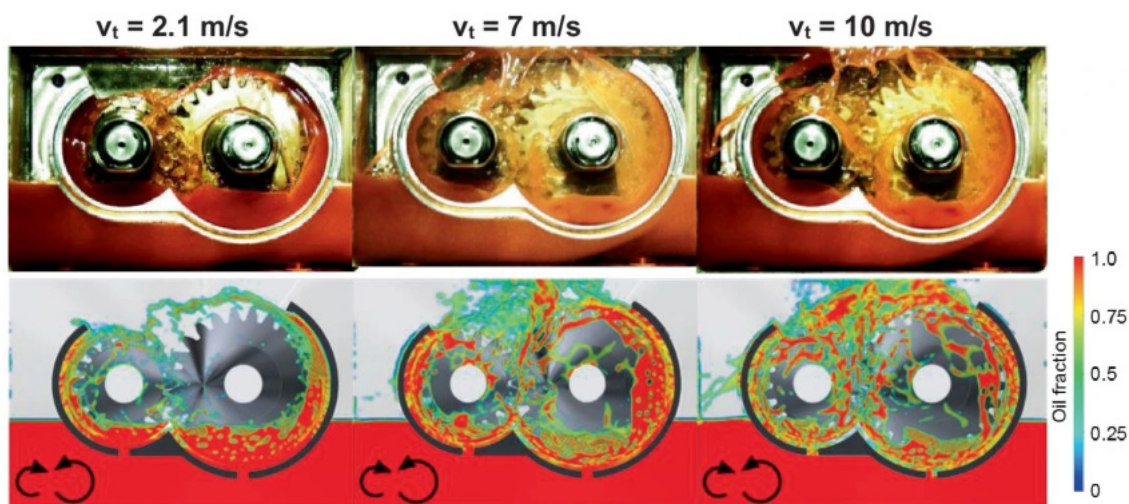 vₜ = 2.1 m/s
vₜ = 7 m/s
vₜ = 10 m/s
1.0
0.75
0.5
0.25
0
Oil fraction